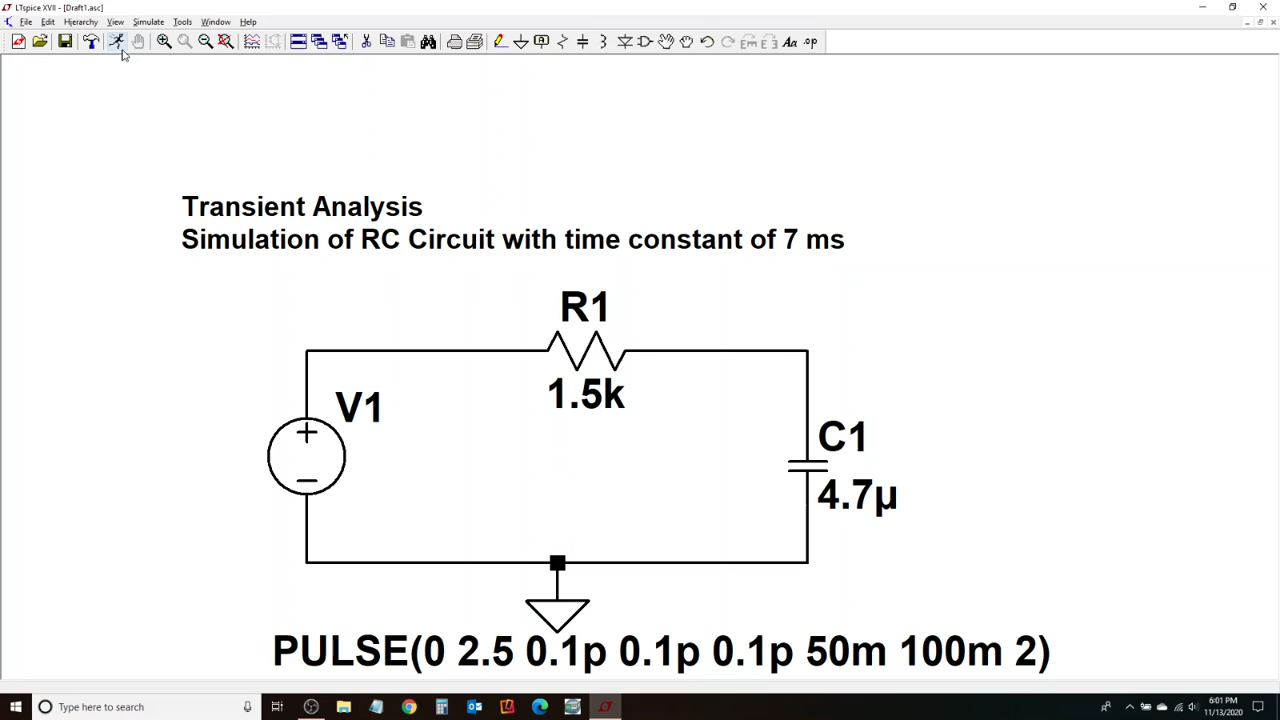 LTspice XVII - [Draft1.asc]
File Edit Hierarchy View Simulate Tools Window Help
Aa .op
Transient Analysis
Simulation of RC Circuit with time constant of 7 ms
R1
1.5k
V1
C1
4.7µ
PULSE(0 2.5 0.1p 0.1p 0.1p 50m 100m 2)
Type here to search
6:01 PM
11/13/2020